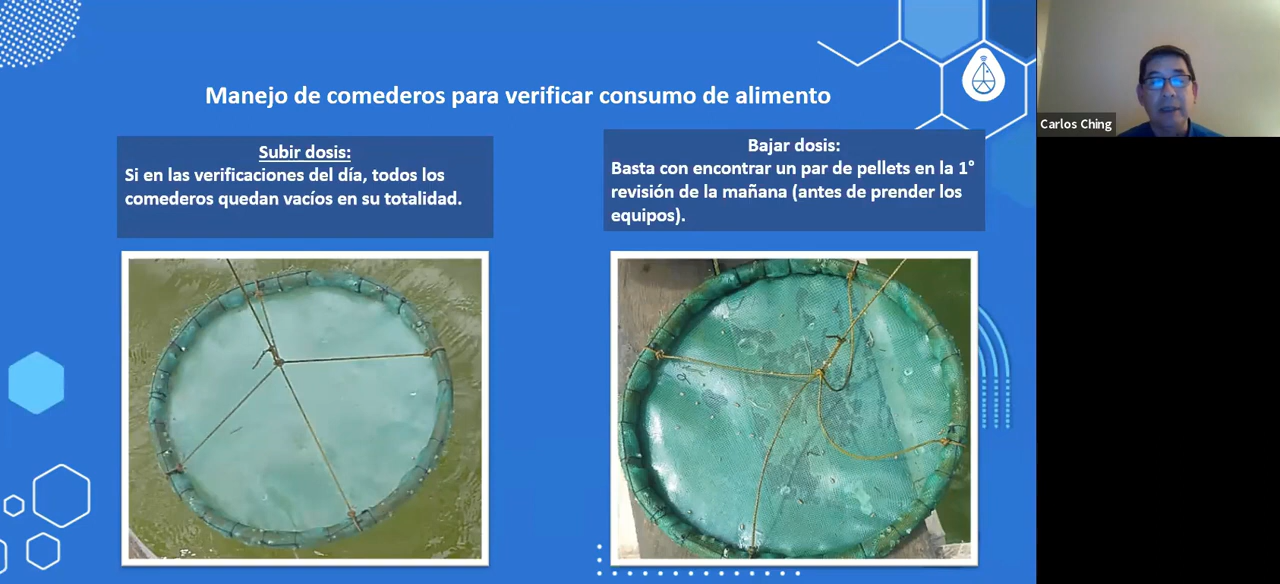 Manejo de comederos para verificar consumo de alimento
Subir dosis:
Si en las verificaciones del día, todos los
comederos quedan vacíos en su totalidad.
Bajar dosis:
Basta con encontrar un par de pellets en la 1°
revisión de la mañana (antes de prender los
equipos).
Carlos Ching